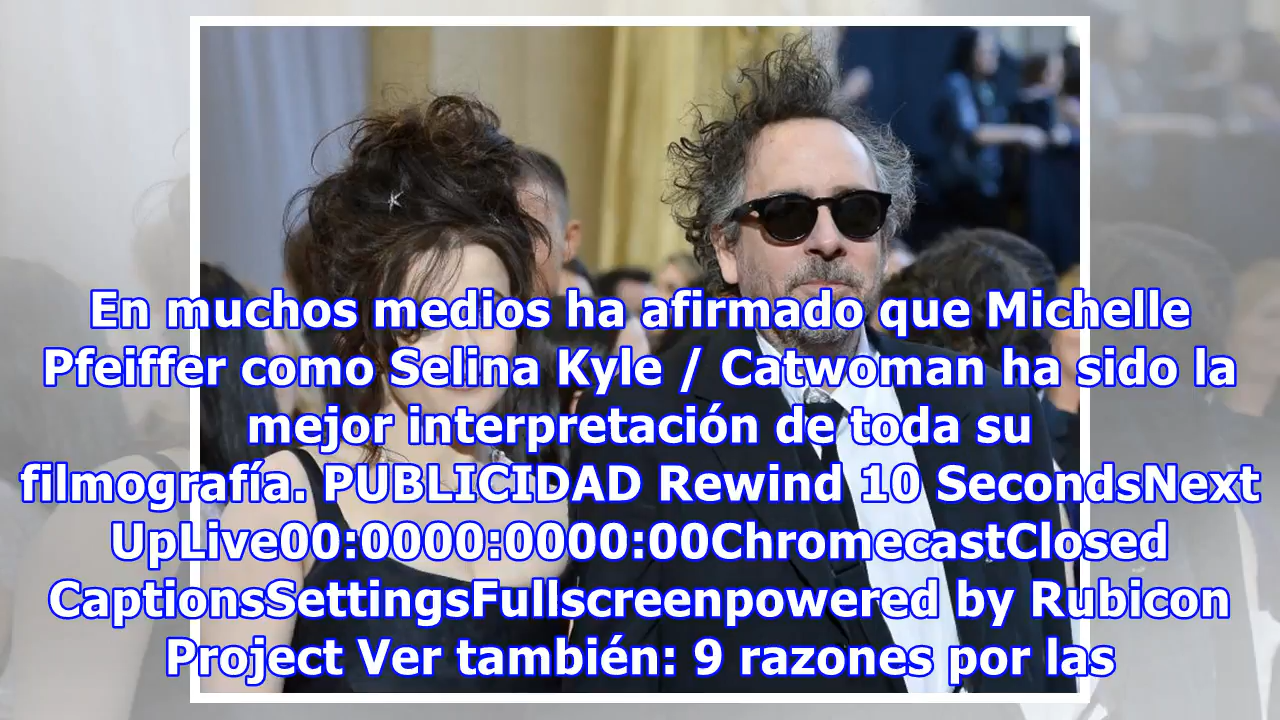 En muchos medios ha afirmado que Michelle
Pfeiffer como Selina Kyle / Catwoman ha sido la
mejor interpretación de toda su
filmografía. PUBLICIDAD Rewind 10 SecondsNext
UpLive00:0000:0000:00ChromecastClosed
CaptionsSettingsFullscreenpowered by Rubicon
Project Ver también: 9 razones por las